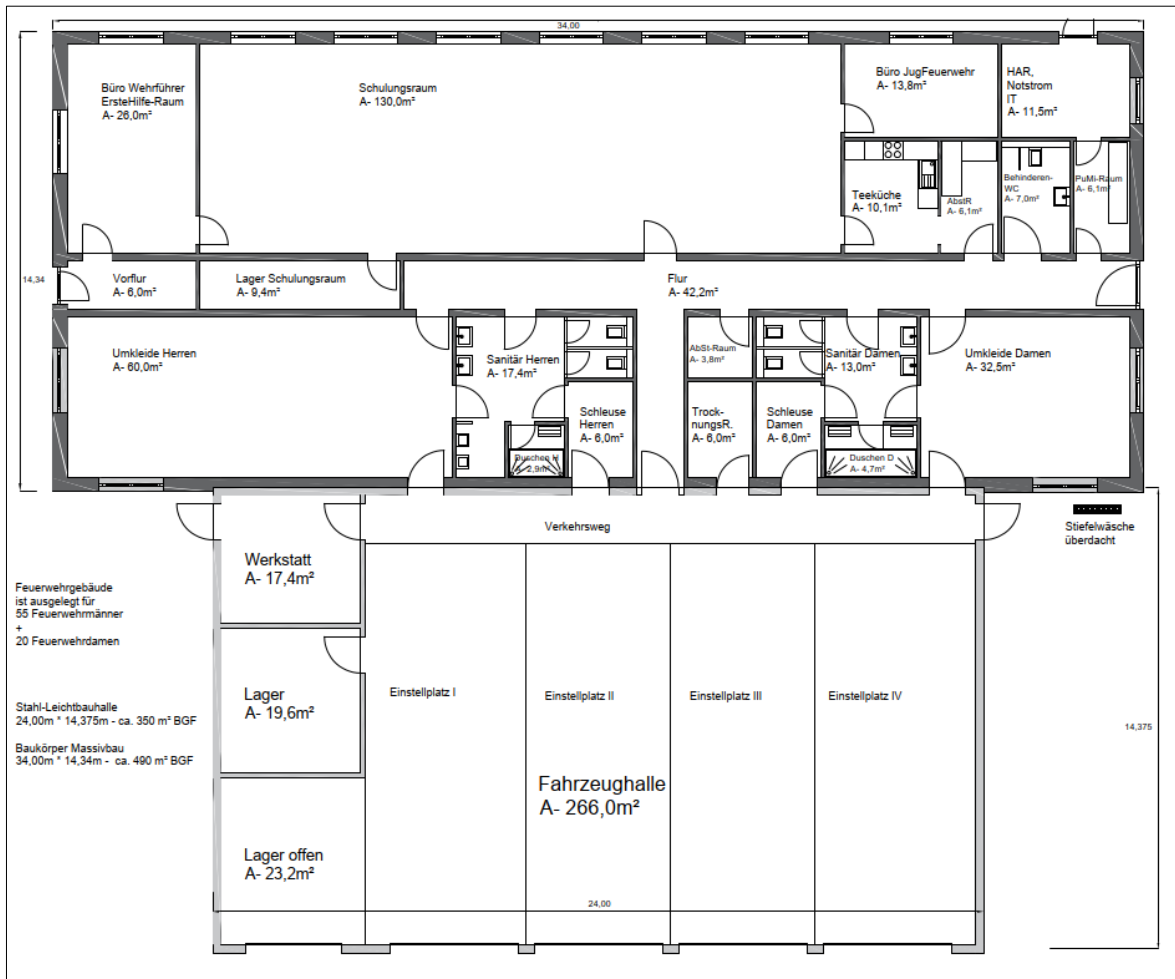 34,00
Büro Wehrführer
ErsteHilfe-Raum
A- 26,0m²
Schulungsraum
A- 130,0m²
Büro JugFeuerwehr
A- 13,8m²
HAR,
Notstrom
IT
A- 11,5m²
Teeküche
A- 10,1m²
AbstR
A- 6,1m²
Behinderen-
WC
A- 7,0m²
PuMi-Raum
A- 6,1m²
14,34
Vorflur
A- 6,0m²
Lager Schulungsraum
A- 9,4m²
Flur
A- 42,2m²
Umkleide Herren
A- 60,0m²
Sanitär Herren
A- 17,4m²
AbSt-Raum
A- 3,8m²
Sanitär Damen
A- 13,0m²
Umkleide Damen
A- 32,5m²
Schleuse
Herren
A- 6,0m²
Trock-
nungsR.
A- 6,0m²
Schleuse
Damen
A- 6,0m²
Duschen H
A- 2,9m²
Duschen D
A- 4,7m²
Verkehrsweg
Stiefelwäsche
überdacht
Werkstatt
A- 17,4m²
Feuerwehrgebäude
ist ausgelegt für
55 Feuerwehrmänner
+
20 Feuerwehrdamen
Lager
A- 19,6m²
Einstellplatz I
Einstellplatz II
Einstellplatz III
Einstellplatz IV
Stahl-Leichtbauhalle
24,00m * 14,375m - ca. 350 m² BGF
Baukörper Massivbau
34,00m * 14,34m - ca. 490 m² BGF
14,375
Fahrzeughalle
A- 266,0m²
Lager offen
A- 23,2m²
24,00